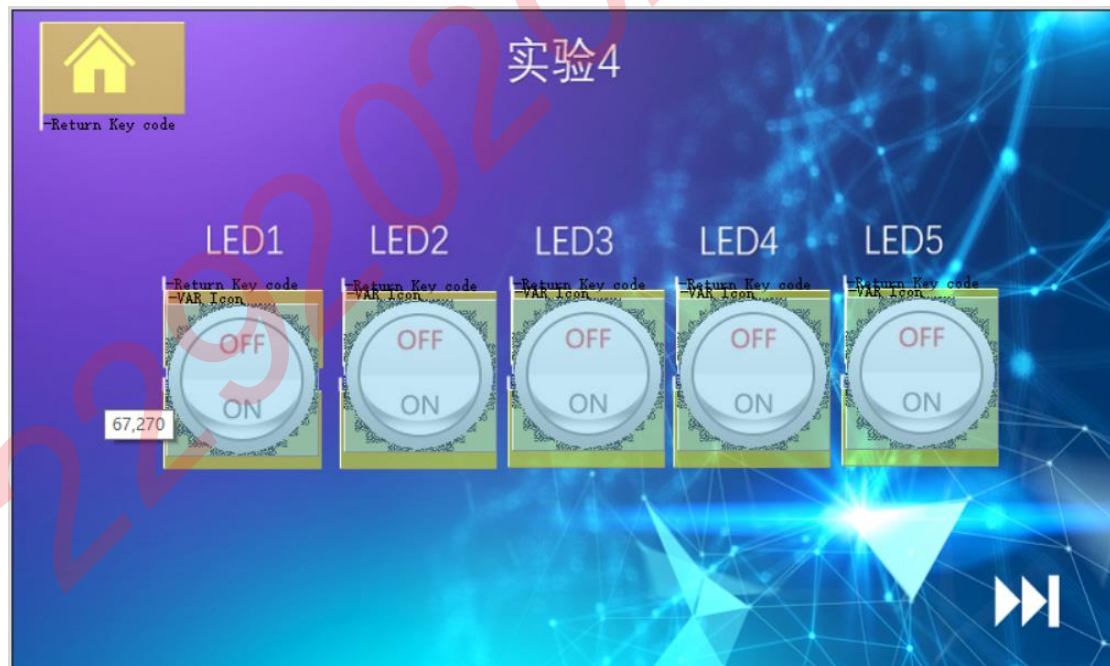 实验4
-Return Key code
LED1 LED2 LED3 LED4 LED5
-Return Key code -Return Key code -Return Key code -Return Key code -Return Key code
-VAR Icon -VAR Icon -VAR Icon -VAR Icon -VAR Icon
OFF OFF OFF OFF OFF
ON ON ON ON ON
67,270